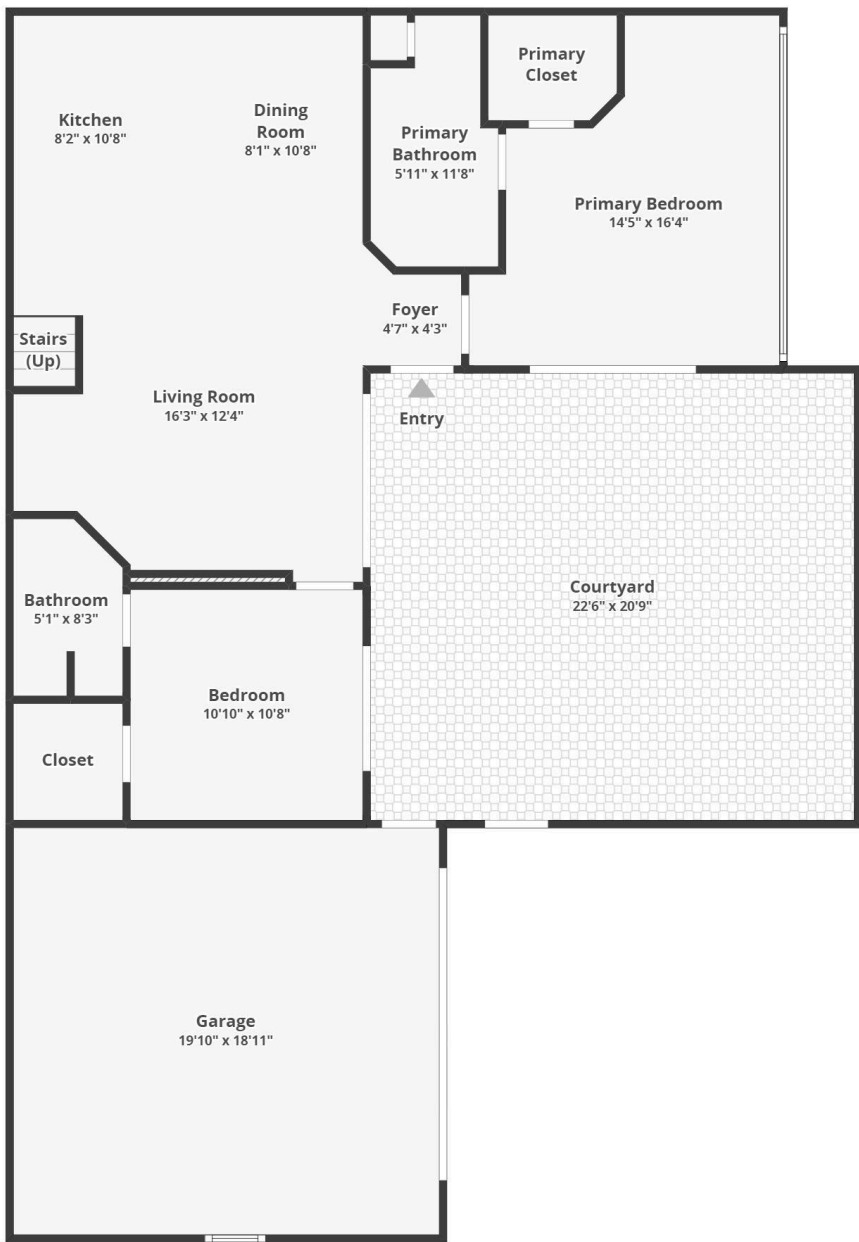 Primary
Closet
Kitchen
8'2" x 10'8"
Dining
Room
8'1" x 10'8"
Primary
Bathroom
5'11" x 11'8"
Primary Bedroom
14'5" x 16'4"
Foyer
4'7" x 4'3"
Stairs
(Up)
Living Room
16'3" x 12'4"
Entry
Courtyard
22'6" x 20'9"
Bathroom
5'1" x 8'3"
Bedroom
10'10" x 10'8"
Closet
Garage
19'10" x 18'11"